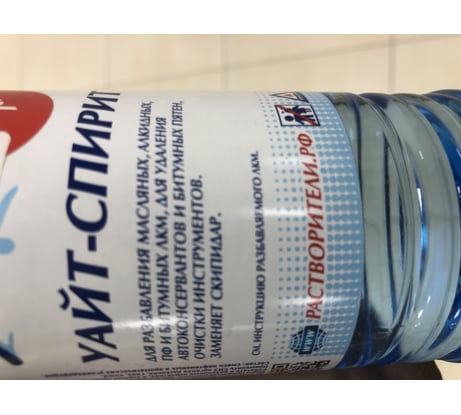 УАЙТ-СПИРИТ
ДЛЯ РАЗБАВЛЕНИЯ МАСЛЯНЫХ, АЛКИДНЫХ,
ПФ И БИТУМНЫХ ЛКМ, ДЛЯ УДАЛЕНИЯ
АВТОКОНСЕРВАНТОВ И БИТУМНЫХ ПЯТЕН,
ОЧИСТКИ ИНСТРУМЕНТОВ.
ЗАМЕНЯЕТ СКИПИДАР.
ИНСТРУКЦИЮ РАЗБАВЛЯЕМОГО ЛКМ.
WWW РАСТВОРИТЕЛИ.РФ